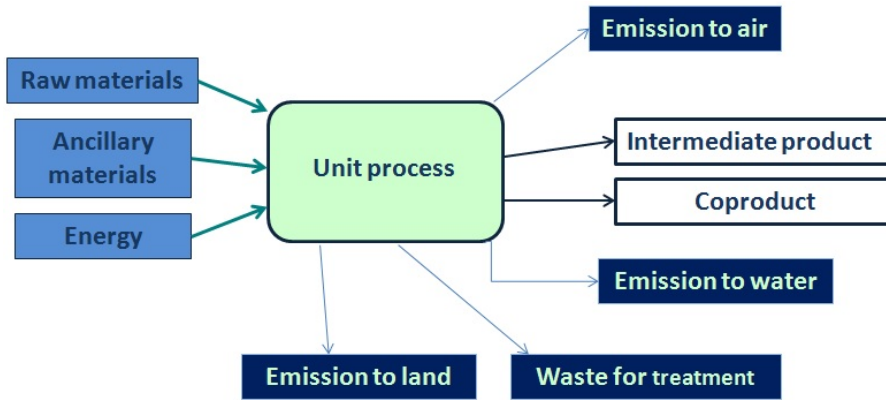 Emission to air
Raw materials
Ancillary
materials
Energy
Unit process
Intermediate product
Coproduct
Emission to water
Emission to land
Waste for treatment